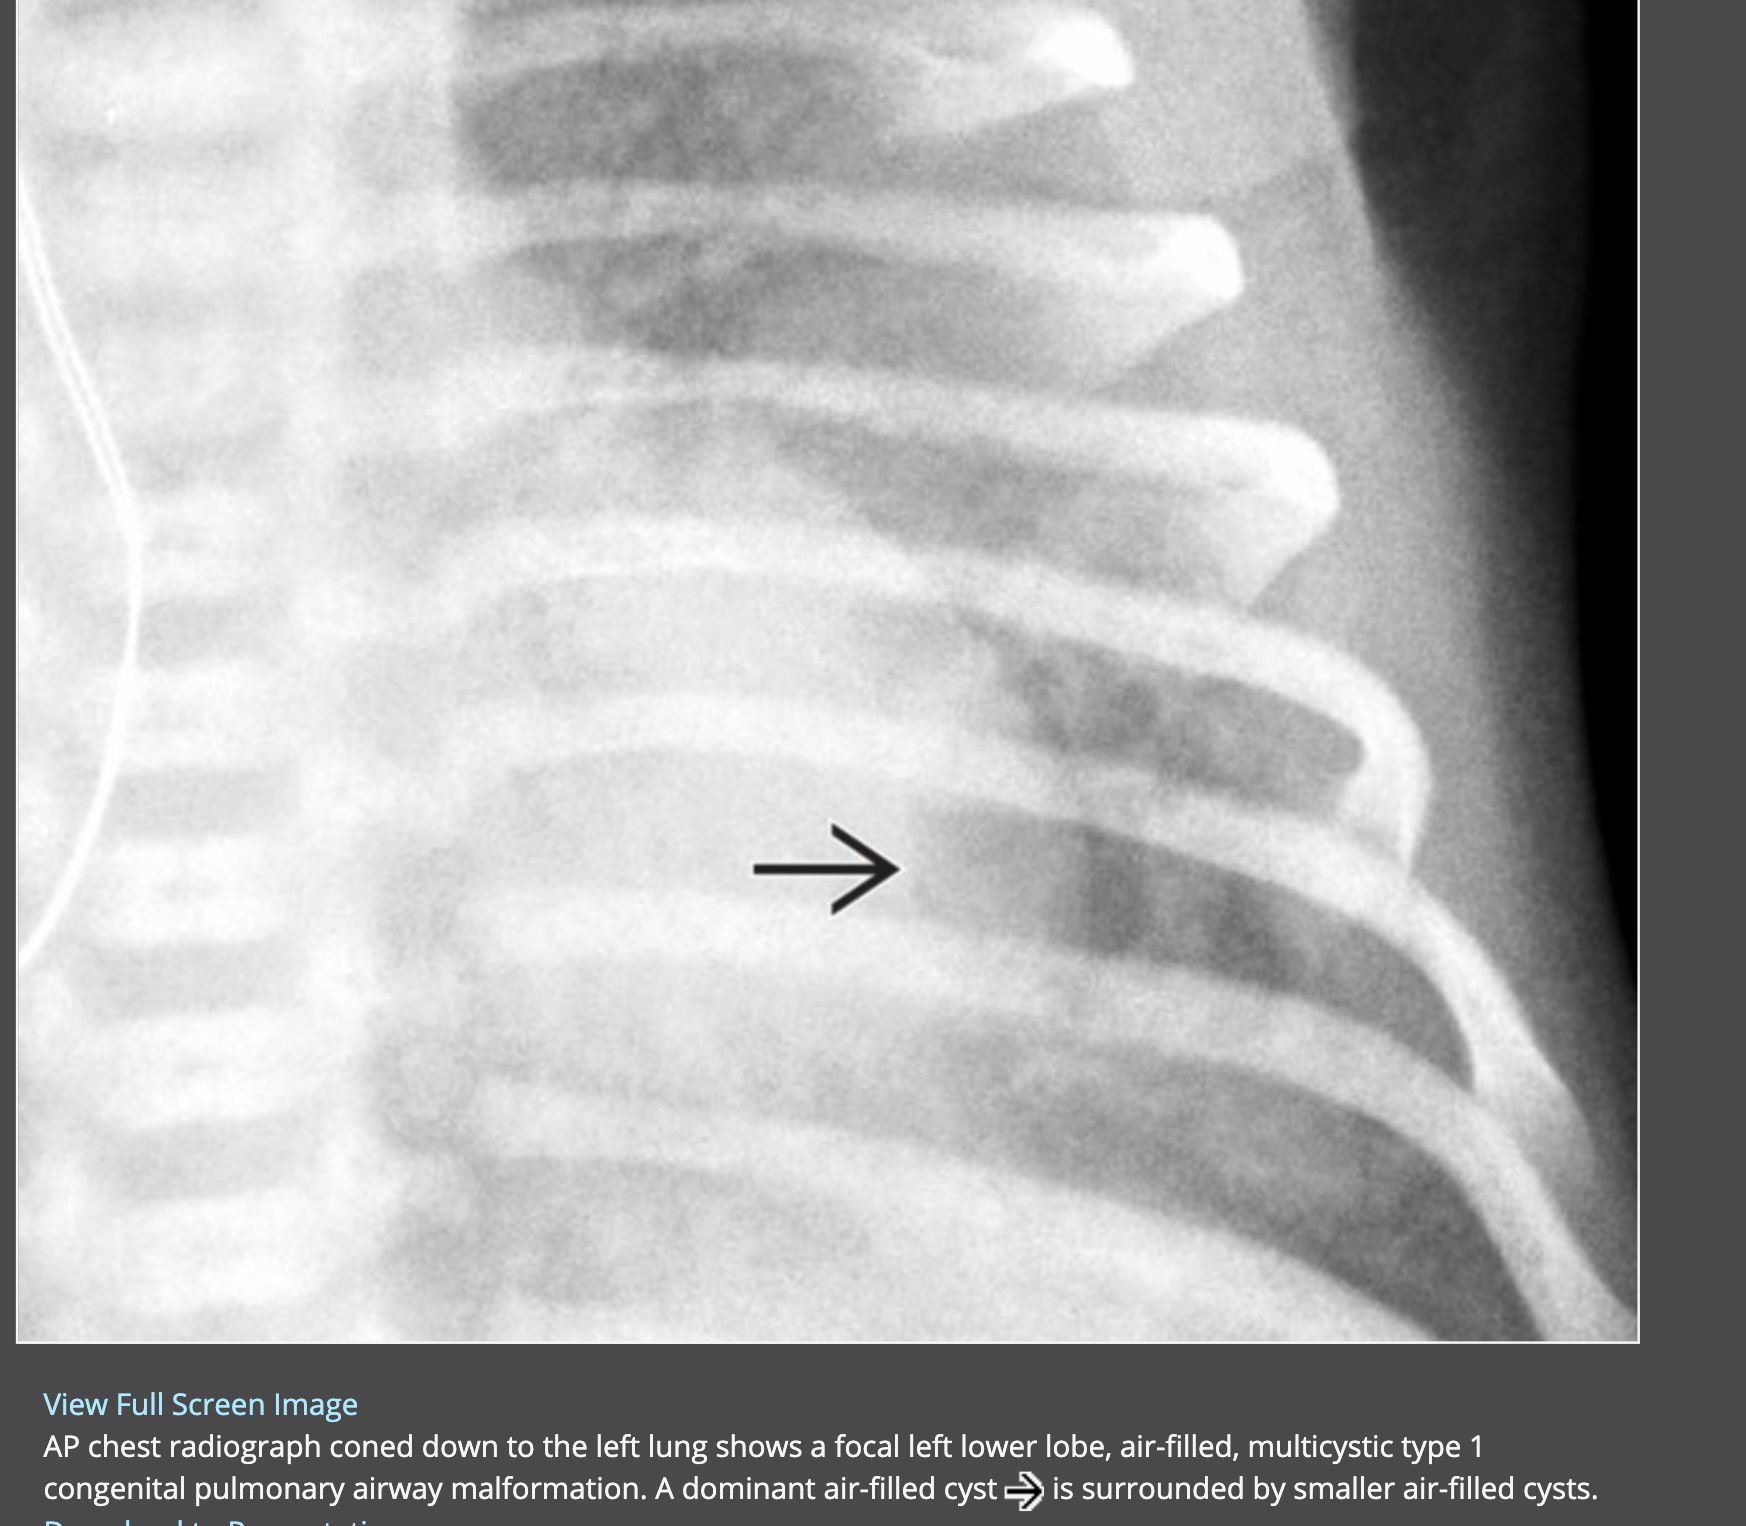 View Full Screen Image
AP chest radiograph coned down to the left lung shows a focal left lower lobe, air-filled, multicystic type 1
congenital pulmonary airway malformation. A dominant air-filled cyst is surrounded by smaller air-filled cysts.